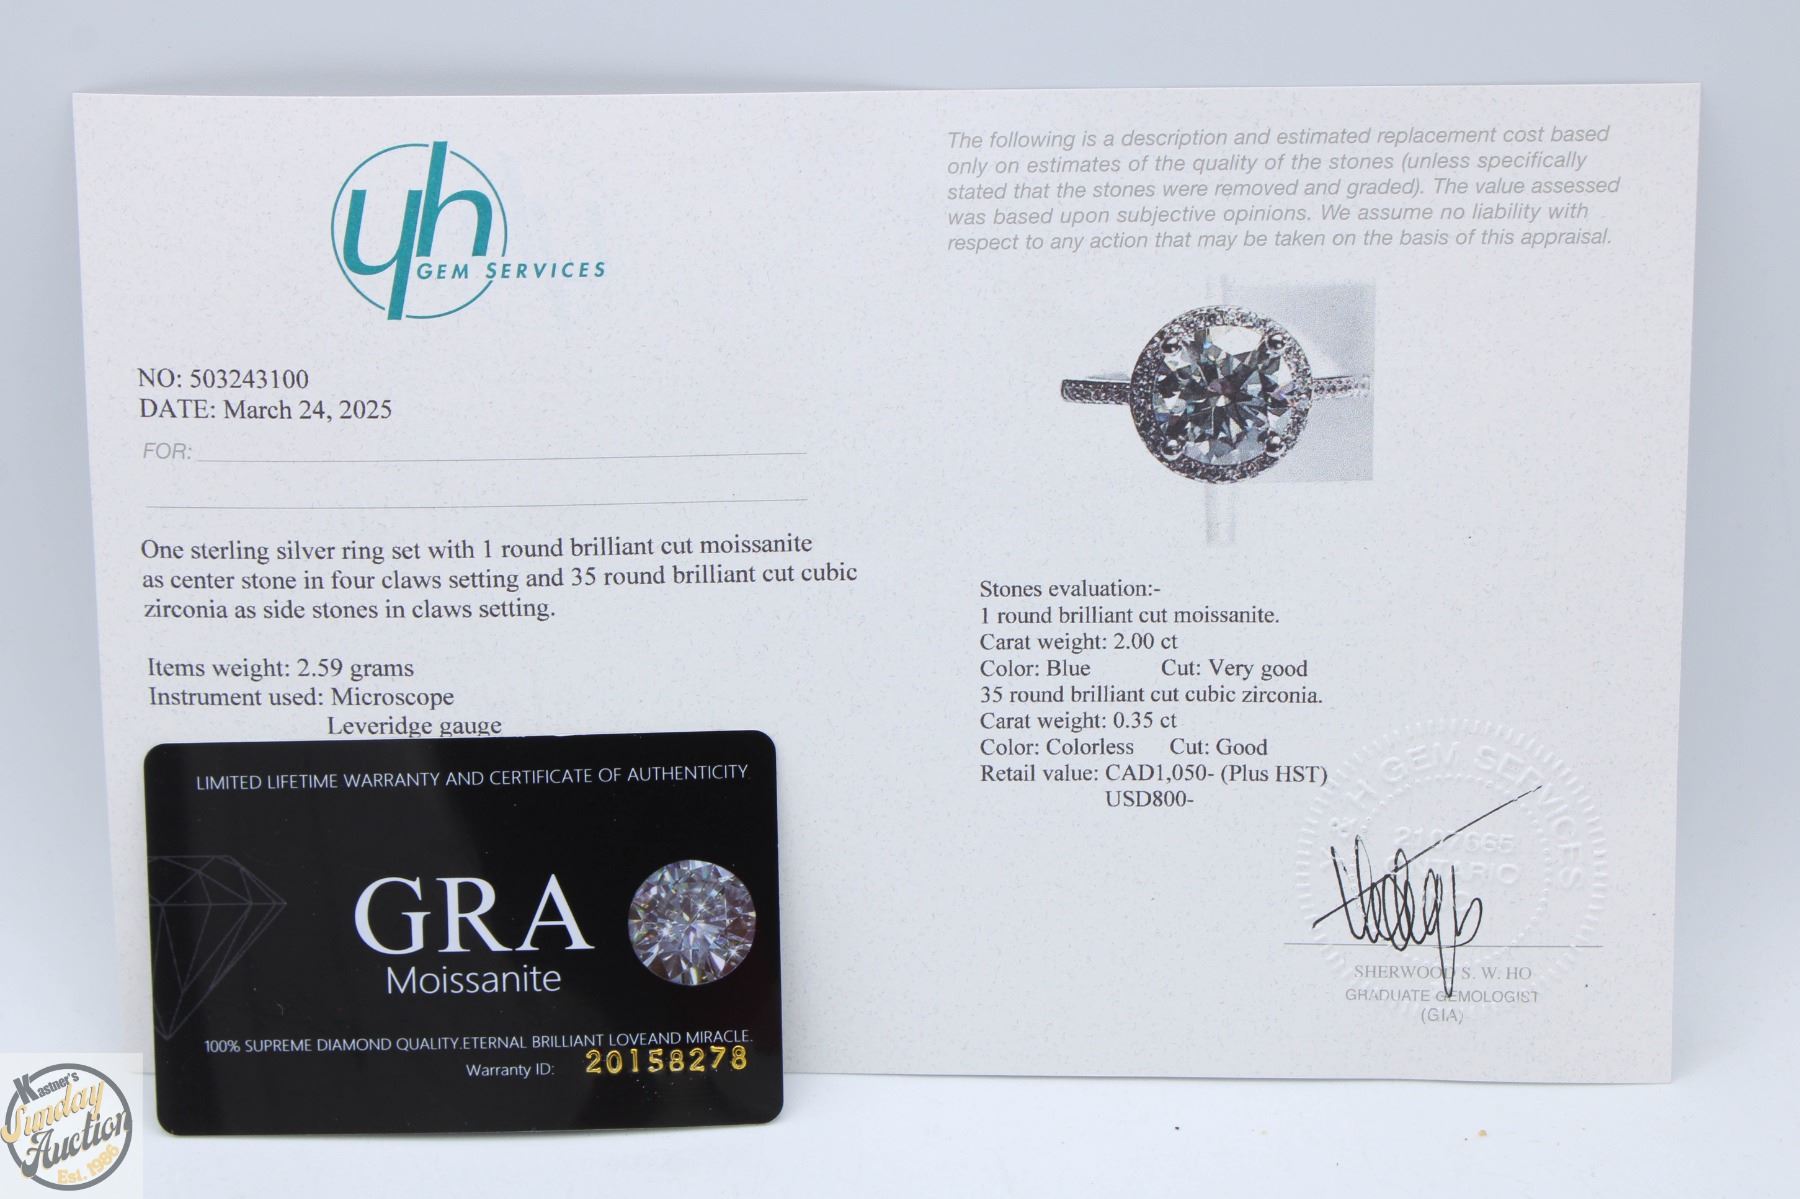 yh
GEM SERVICES
NO: 503243100
DATE: March 24, 2025
FOR:
One sterling silver ring set with 1 round brilliant cut moissanite
as center stone in four claws setting and 35 round brilliant cut cubic
zirconia as side stones in claws setting.
Items weight: 2.59 grams
Instrument used: Microscope
Leveridge gauge
The following is a description and estimated replacement cost based
only on estimates of the quality of the stones (unless specifically
stated that the stones were removed and graded). The value assessed
was based upon subjective opinions. We assume no liability with
respect to any action that may be taken on the basis of this appraisal.
Stones evaluation:-
1 round brilliant cut moissanite.
Carat weight: 2.00 ct
Color: Blue Cut: Very good
35 round brilliant cut cubic zirconia.
Carat weight: 0.35 ct
Color: Colorless Cut: Good
Retail value: CAD1,050- (Plus HST)
USD800-
H GEM SERVICES
ONTARIO
SHERWOOD S. W. HO
GRADUATE GEMOLOGIST
(GIA)
LIMITED LIFETIME WARRANTY AND CERTIFICATE OF AUTHENTICITY
GRA
Moissanite
100% SUPREME DIAMOND QUALITY.ETERNAL BRILLIANT LOVEAND MIRACLE.
Warranty ID: 20158278
Kastner's
Sunday
Auction
Est. 1986